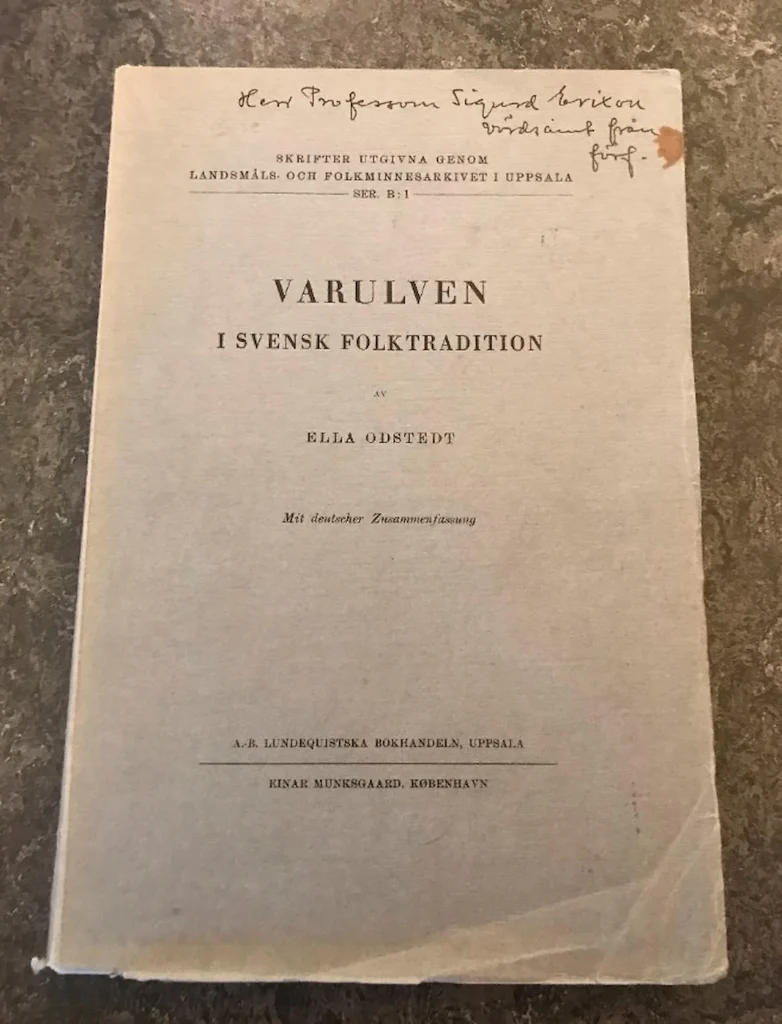 Herr Professorn Sigurd Erixon
vördsamt från
förf.
SKRIFTER UTGIVNA GENOM
LANDSMÅLS- OCH FOLKMINNESARKIVET I UPPSALA
SER. B:1
VARULVEN
I SVENSK FOLKTRADITION
AV
ELLA ODSTEDT
Mit deutscher Zusammenfassung
A.-B. LUNDEQUISTSKA BOKHANDELN, UPPSALA
EINAR MUNKSGAARD, KØBENHAVN